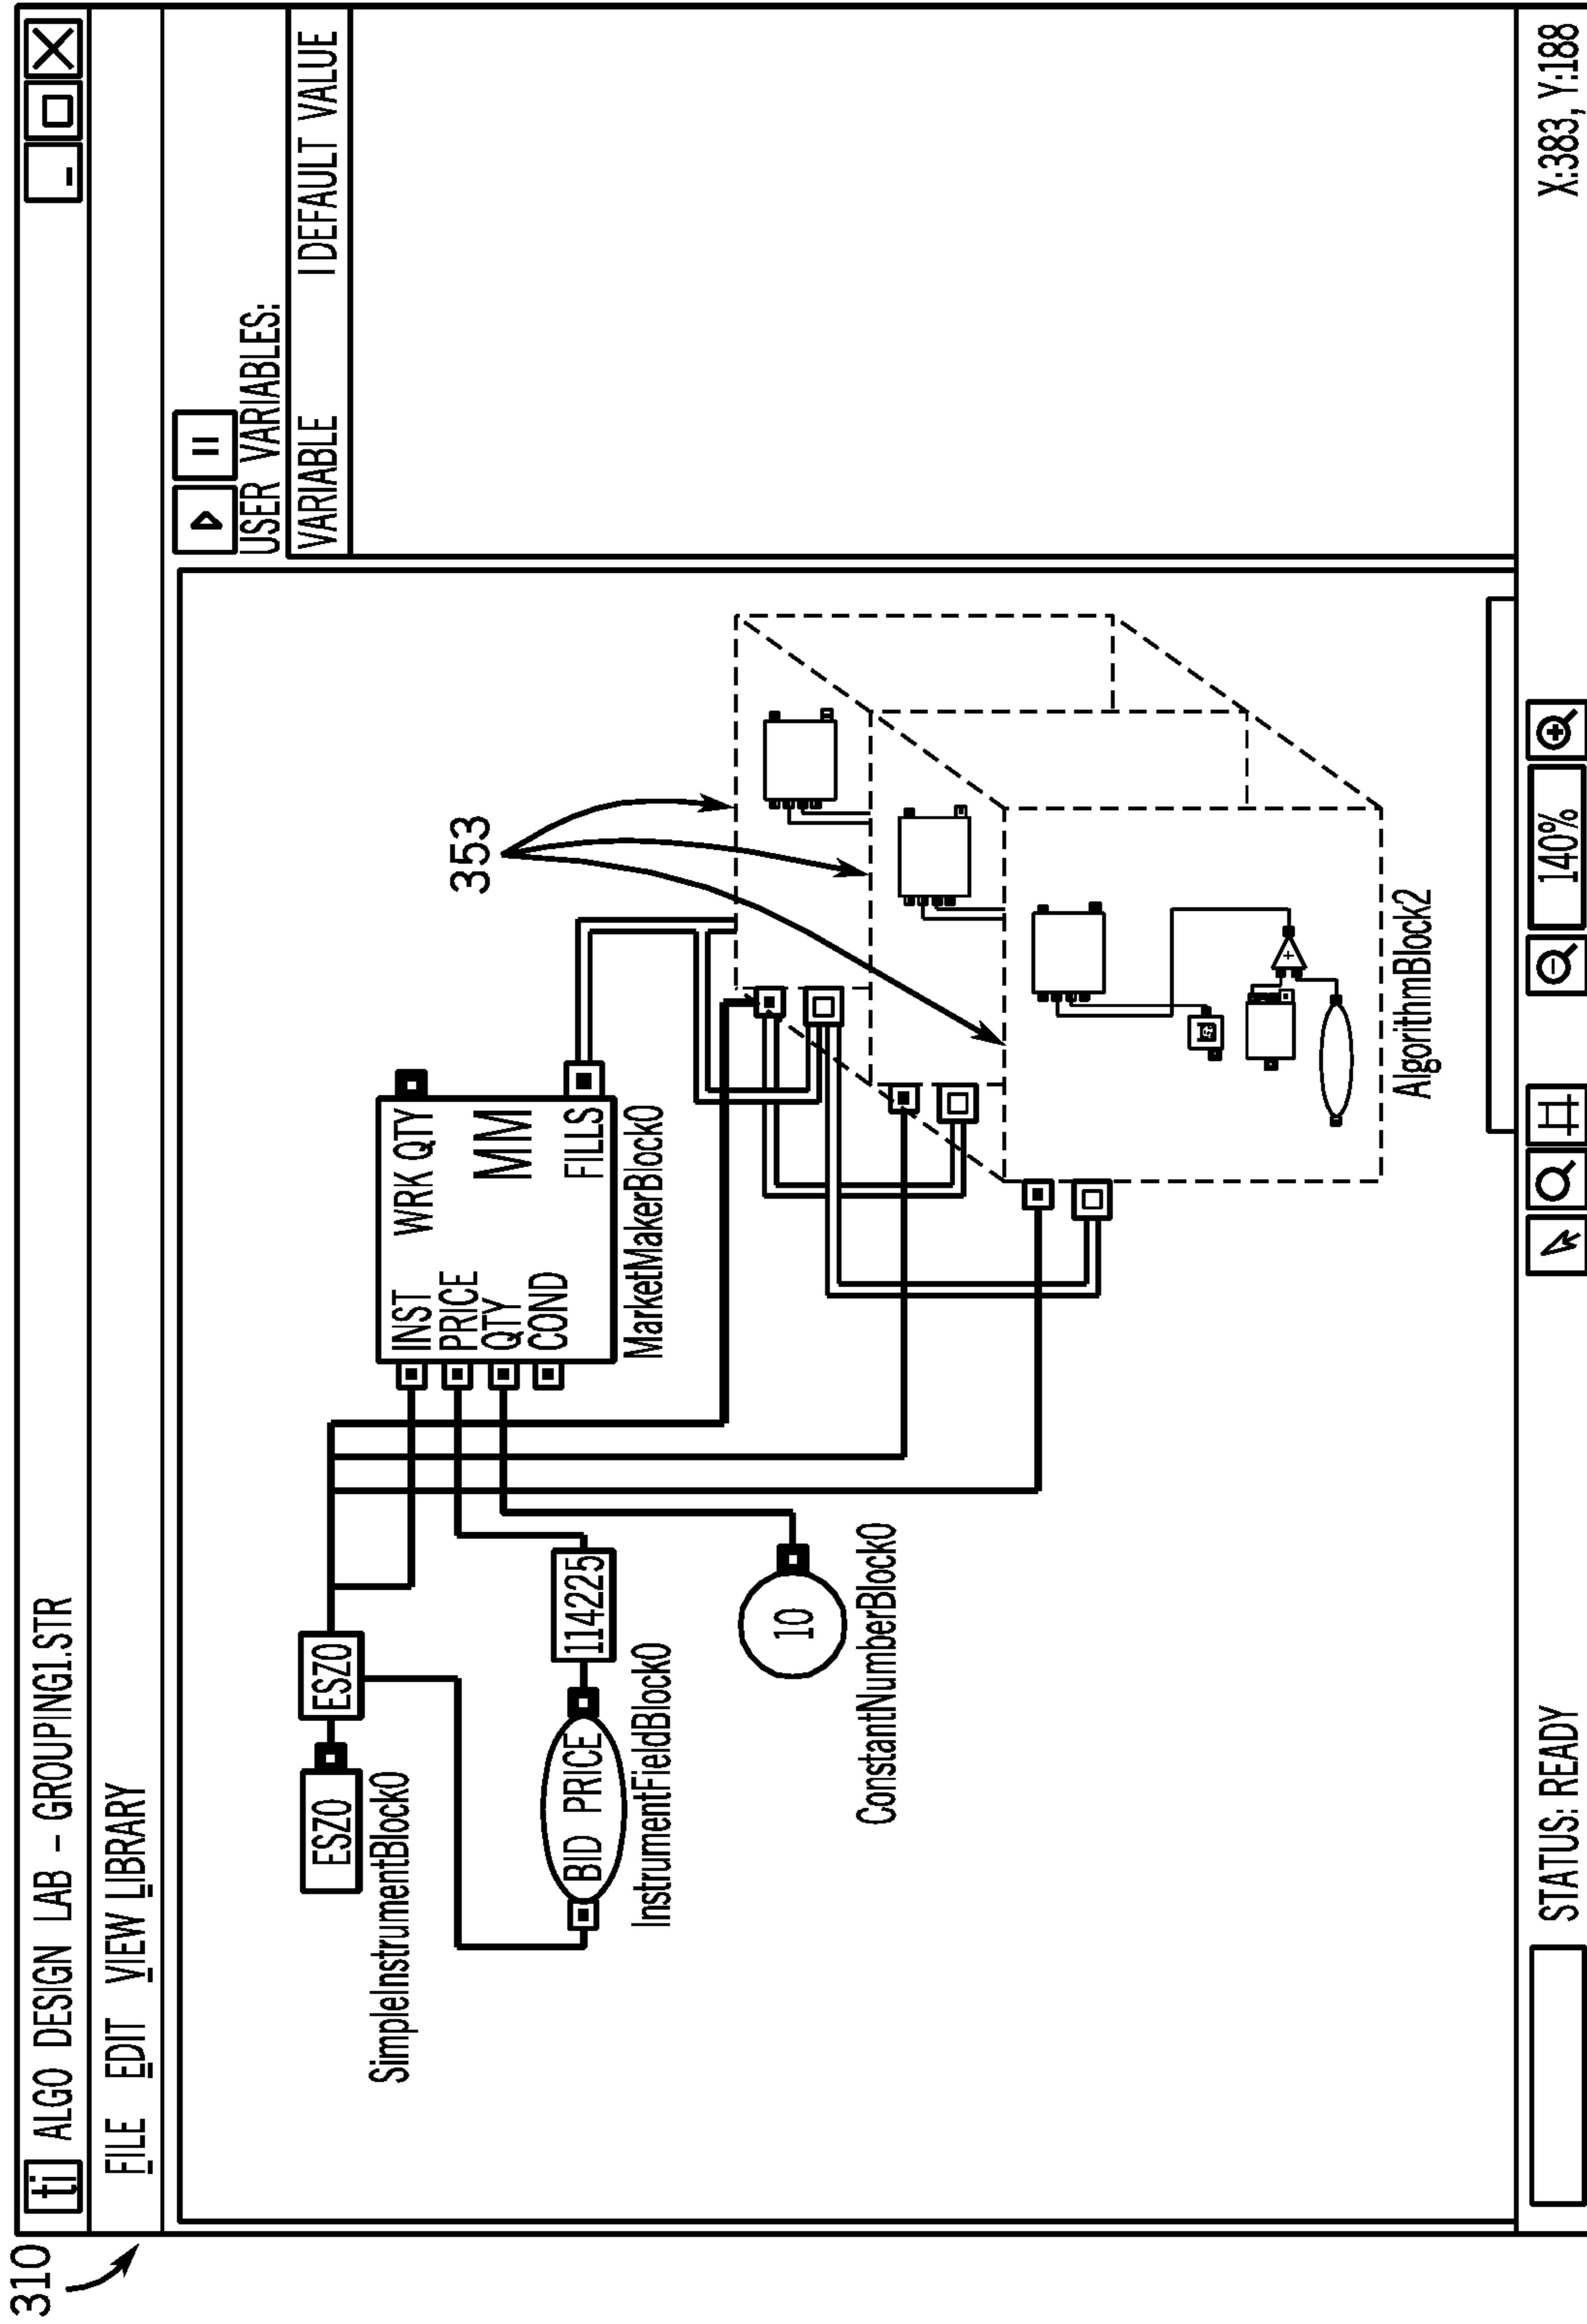 310
ti ALGO DESIGN LAB – GROUPING1.STR
FILE EDIT VIEW LIBRARY
USER VARIABLES:
VARIABLE | DEFAULT VALUE
ESZ0
ESZ0
SimpleInstrumentBlock0
INST
WRK QTY
PRICE
MM
QTY
COND
FILLS
MarketMakerBlock0
BID PRICE
114225
InstrumentFieldBlock0
10
ConstantNumberBlock0
353
+
AlgorithmBlock2
STATUS: READY
140%
X:383, Y:188